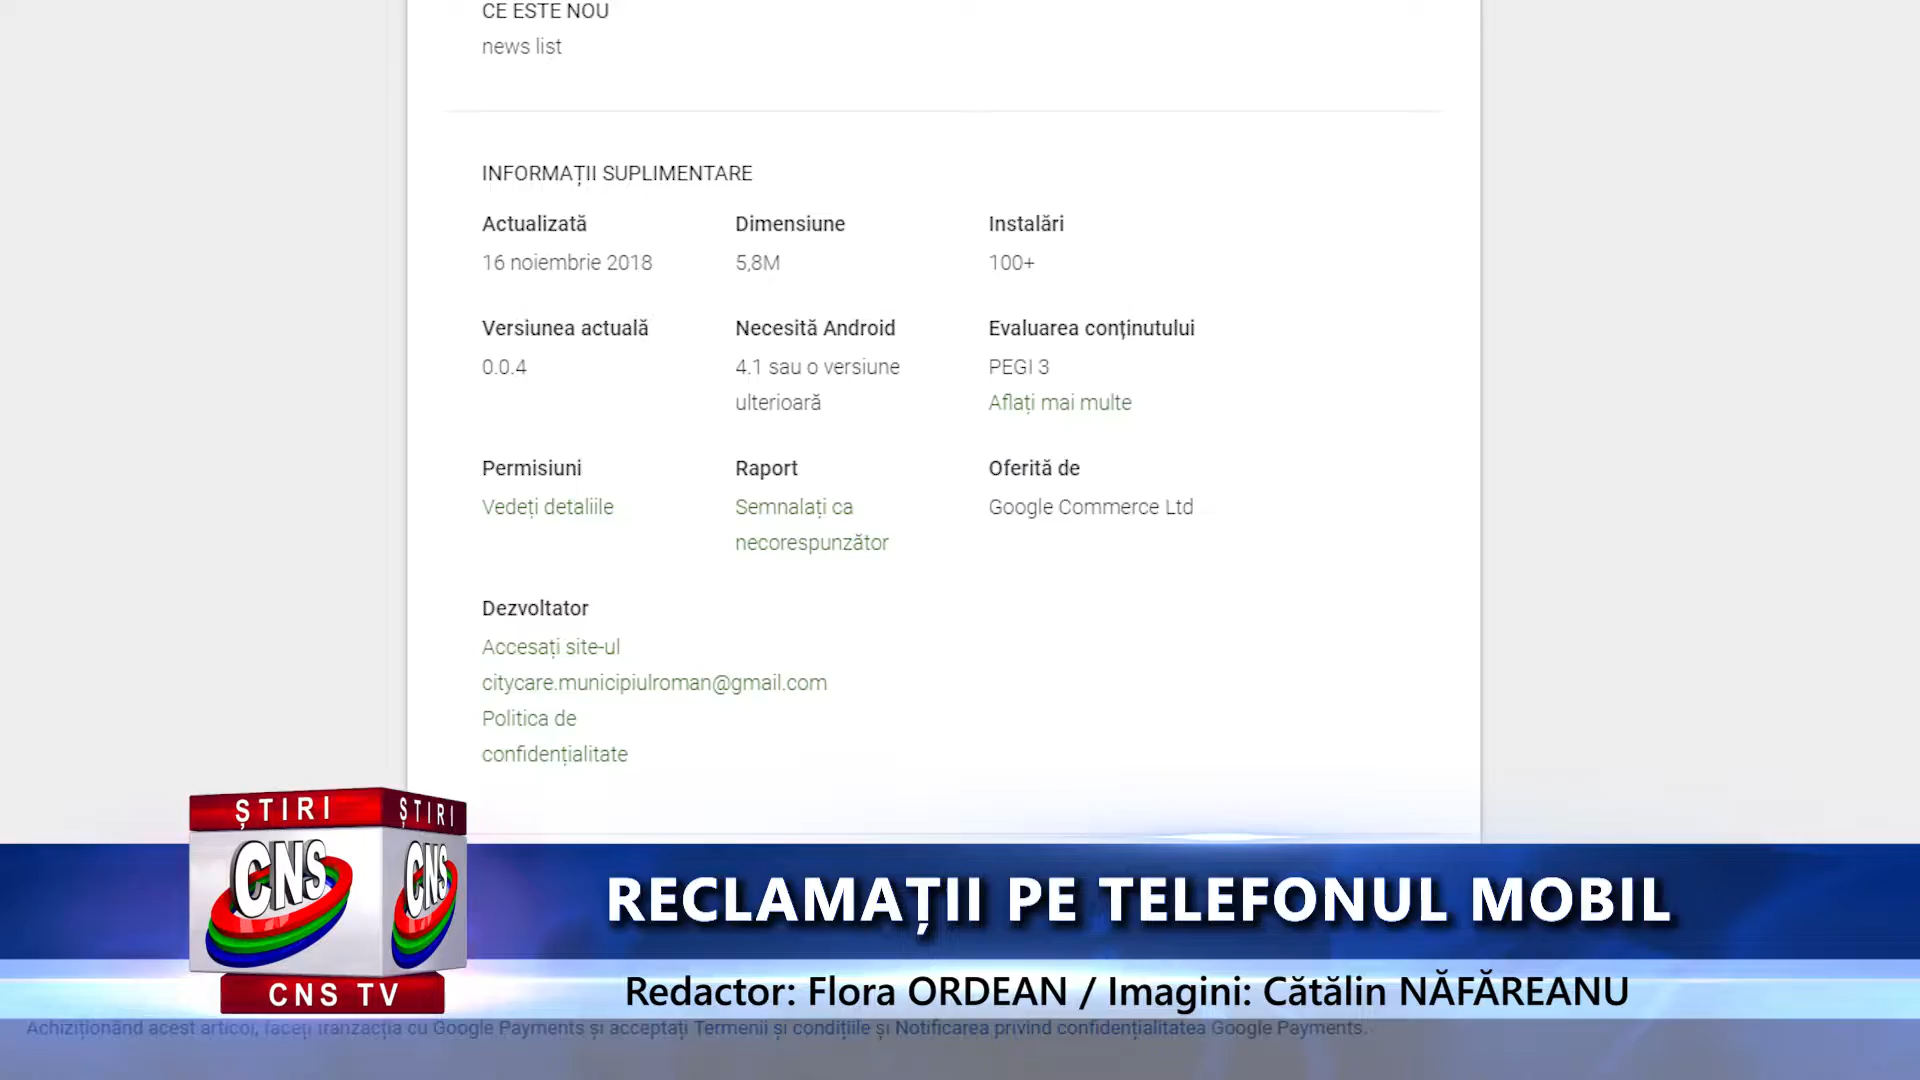 CE ESTE NOU
news list
INFORMAȚII SUPLIMENTARE
Actualizată
Dimensiune
Instalări
16 noiembrie 2018
5,8M
100+
Versiunea actuală
Necesită Android
Evaluarea conținutului
0.0.4
4.1 sau o versiune
ulterioară
PEGI 3
Aflați mai multe
Permisiuni
Raport
Oferită de
Vedeți detaliile
Semnalați ca
necorespunzător
Google Commerce Ltd
Dezvoltator
Accesați site-ul
citycare.municipiulroman@gmail.com
Politica de
confidențialitate
ȘTIRI
ȘTIRI
CNS
CNS
CNS TV
RECLAMAȚII PE TELEFONUL MOBIL
Redactor: Flora ORDEAN / Imagini: Cătălin NĂFĂREANU
Achiziționând acest articol, faceți tranzacția cu Google Payments și acceptați Termenii și condițiile și Notificarea privind confidențialitatea Google Payments.